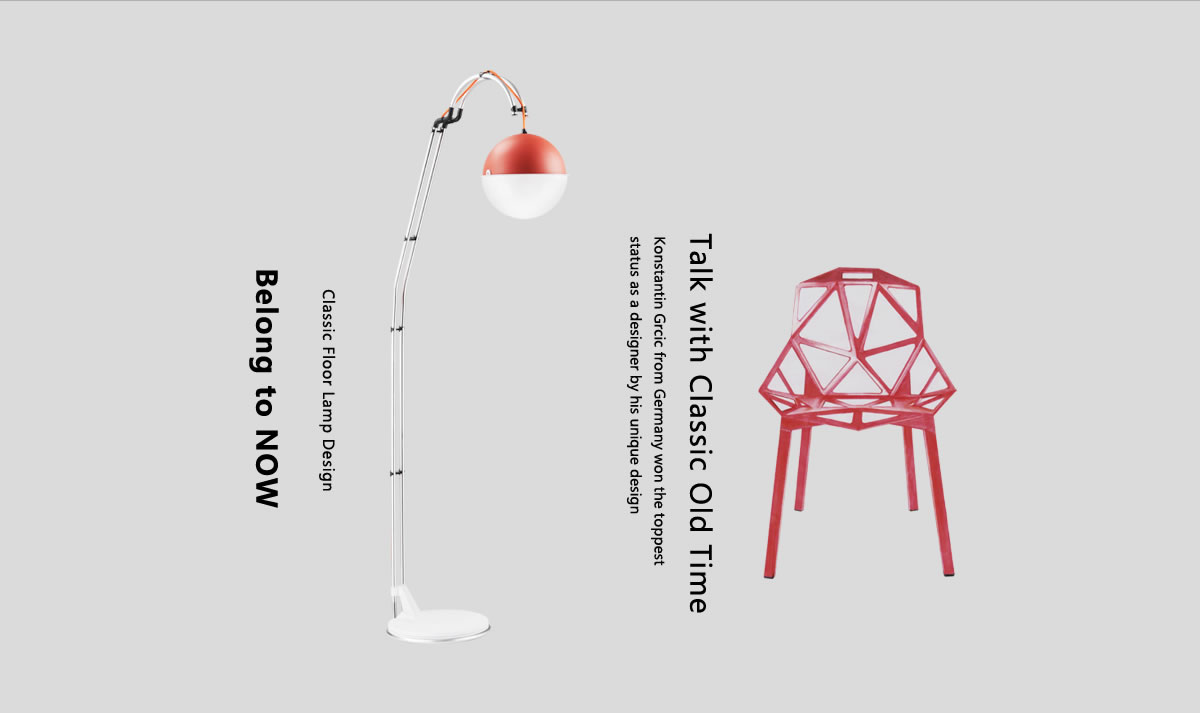 Belong to NOW
Classic Floor Lamp Design
Talk with Classic Old Time
Konstantin Grcic from Germany won the toppest
status as a designer by his unique design